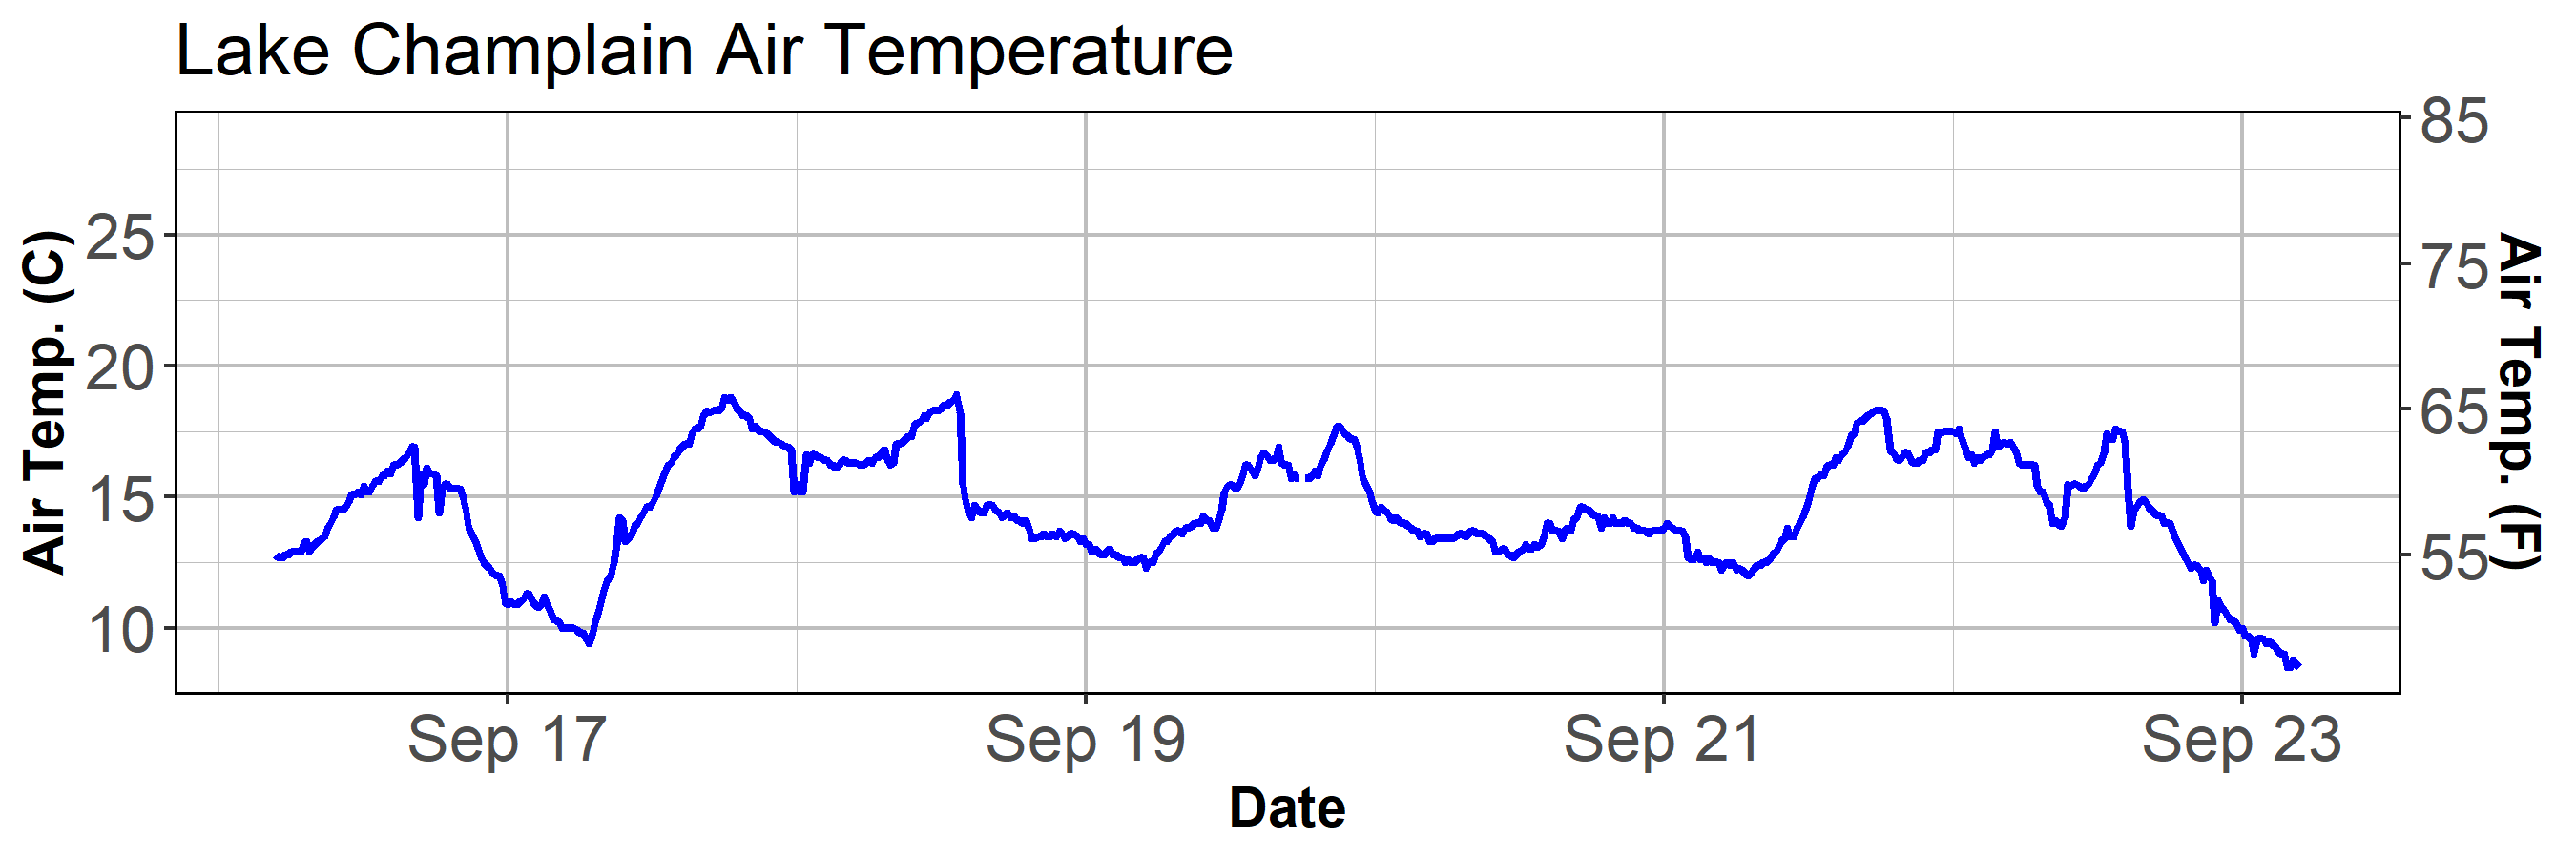 Lake Champlain Air Temperature
Air Temp. (C)
25
20
15
10
85
75
65
55
Air Temp. (F)
Sep 17
Sep 19
Sep 21
Sep 23
Date